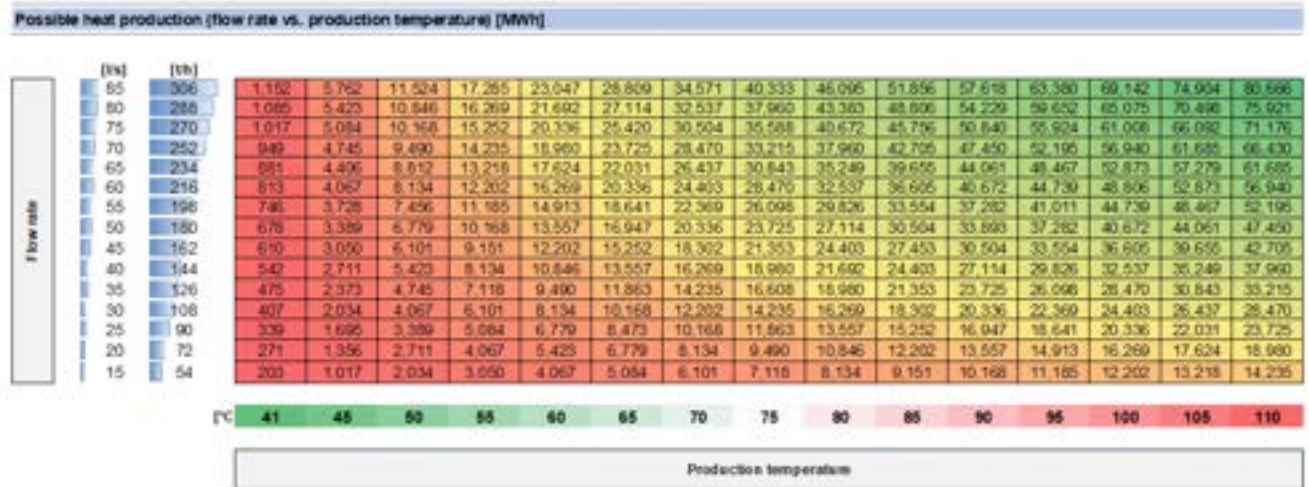 Possible heat production (flow rate vs. production temperature) [MWh]
[l/s] [t/h]
85 306 1.152 5.762 11.524 17.285 23.047 28.809 34.571 40.333 46.095 51.856 57.618 63.380 69.142 74.904 80.666
80 288 1.085 5.423 10.846 16.269 21.692 27.114 32.537 37.960 43.383 48.806 54.229 59.652 65.075 70.498 75.921
75 270 1.017 5.084 10.168 15.252 20.336 25.420 30.504 35.588 40.672 45.756 50.840 55.924 61.008 66.092 71.176
70 252 949 4.745 9.490 14.235 18.980 23.725 28.470 33.215 37.960 42.705 47.450 52.195 56.940 61.685 66.430
65 234 881 4.406 8.812 13.218 17.624 22.031 26.437 30.843 35.249 39.655 44.061 48.467 52.873 57.279 61.685
60 216 813 4.067 8.134 12.202 16.269 20.336 24.403 28.470 32.537 36.605 40.672 44.739 48.806 52.873 56.940
55 198 746 3.728 7.456 11.185 14.913 18.641 22.369 26.098 29.826 33.554 37.282 41.011 44.739 48.467 52.195
50 180 678 3.389 6.779 10.168 13.557 16.947 20.336 23.725 27.114 30.504 33.893 37.282 40.672 44.061 47.450
45 162 610 3.050 6.101 9.151 12.202 15.252 18.302 21.353 24.403 27.453 30.504 33.554 36.605 39.655 42.705
40 144 542 2.711 5.423 8.134 10.846 13.557 16.269 18.980 21.692 24.403 27.114 29.826 32.537 35.249 37.960
35 126 475 2.373 4.745 7.118 9.490 11.863 14.235 16.608 18.980 21.353 23.725 26.098 28.470 30.843 33.215
30 108 407 2.034 4.067 6.101 8.134 10.168 12.202 14.235 16.269 18.302 20.336 22.369 24.403 26.437 28.470
25 90 339 1.695 3.389 5.084 6.779 8.473 10.168 11.863 13.557 15.252 16.947 18.641 20.336 22.031 23.725
20 72 271 1.356 2.711 4.067 5.423 6.779 8.134 9.490 10.846 12.202 13.557 14.913 16.269 17.624 18.980
15 54 203 1.017 2.034 3.050 4.067 5.084 6.101 7.118 8.134 9.151 10.168 11.185 12.202 13.218 14.235
Flow rate
[°C 41 45 50 55 60 65 70 75 80 85 90 95 100 105 110
Production temperature